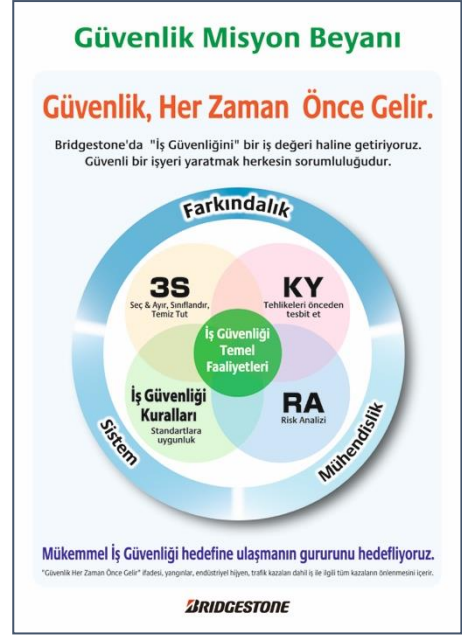 Güvenlik Misyon Beyanı
Güvenlik, Her Zaman Önce Gelir.
Bridgestone'da "İş Güvenliğini" bir iş değeri haline getiriyoruz.
Güvenli bir işyeri yaratmak herkesin sorumluluğudur.
Farkındalık
3S
Seç & Ayır, Sınıflandır,
Temiz Tut
KY
Tehlikeleri önceden
tesbit et
İş Güvenliği
Temel
Faaliyetleri
İş Güvenliği
Kuralları
Standartlara
uygunluk
RA
Risk Analizi
Sistem
Mühendislik
Mükemmel İş Güvenliği hedefine ulaşmanın gururunu hedefliyoruz.
"Güvenlik Her Zaman Önce Gelir" ifadesi, yangınlar, endüstriyel hijyen, trafik kazaları dahil iş ile ilgili tüm kazaların önlenmesini içerir.
BRIDGESTONE